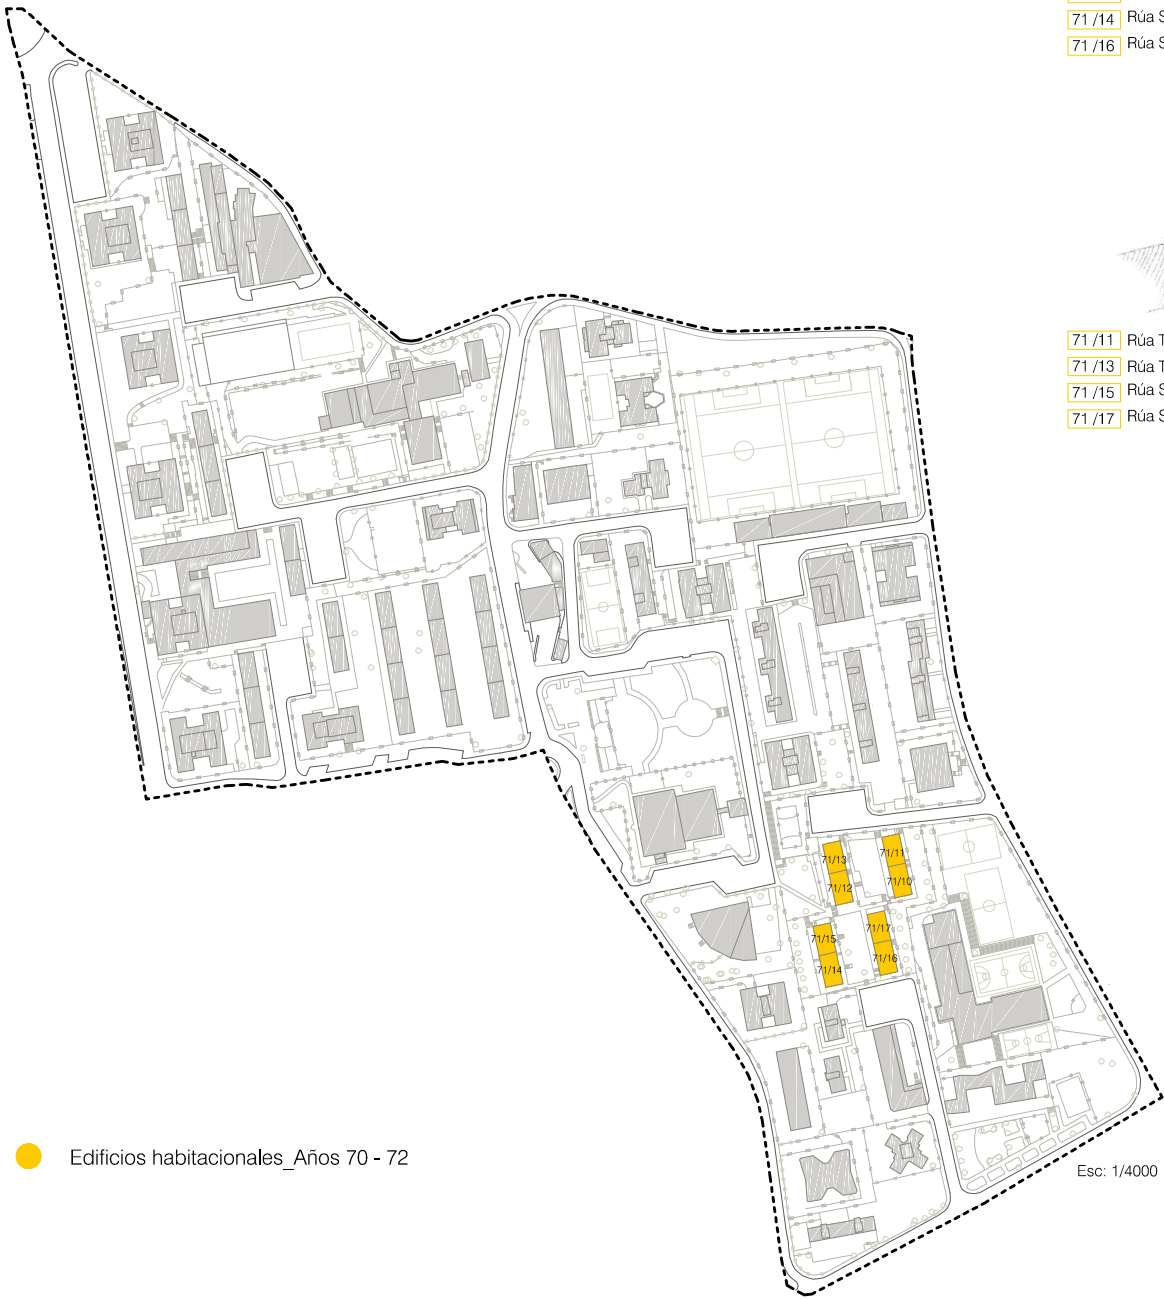 71/14 Rúa S
71/16 Rúa S
71/11 Rúa T
71/13 Rúa T
71/15 Rúa S
71/17 Rúa S
71/13
71/11
71/12
71/10
71/15
71/17
71/14
71/16
Edificios habitacionales_Años 70 - 72
Esc: 1/4000